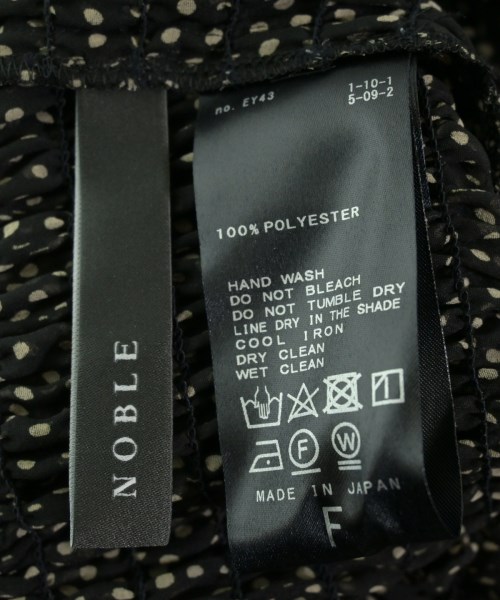 NOBLE
no. EY43
1-10-1
5-09-2
100% POLYESTER
HAND WASH
DO NOT BLEACH
DO NOT TUMBLE DRY
LINE DRY IN THE SHADE
COOL IRON
DRY CLEAN
WET CLEAN
F
W
MADE IN JAPAN
F